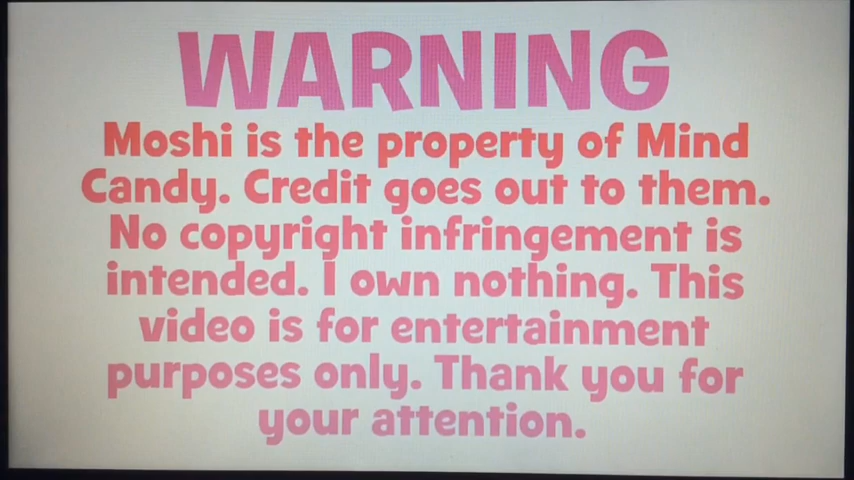 WARNING
Moshi is the property of Mind
Candy. Credit goes out to them.
No copyright infringement is
intended. I own nothing. This
video is for entertainment
purposes only. Thank you for
your attention.